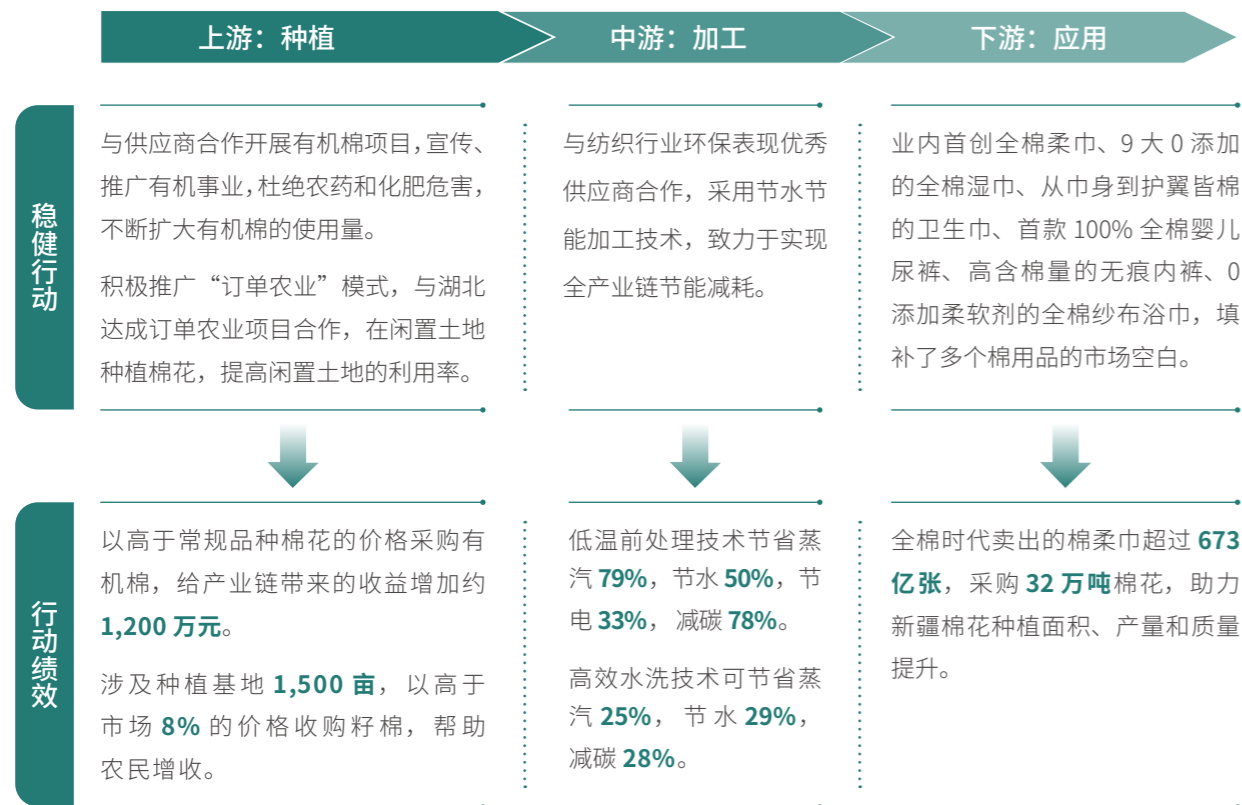 上游：种植
中游：加工
下游：应用
稳健行动
与供应商合作开展有机棉项目，宣传、
推广有机事业，杜绝农药和化肥危害，
不断扩大有机棉的使用量。
积极推广“订单农业”模式，与湖北
达成订单农业项目合作，在闲置土地
种植棉花，提高闲置土地的利用率。
与纺织行业环保表现优秀
供应商合作，采用节水节
能加工技术，致力于实现
全产业链节能减耗。
业内首创全棉柔巾、9 大 0 添加
的全棉湿巾、从巾身到护翼皆棉
的卫生巾、首款 100% 全棉婴儿
尿裤、高含棉量的无痕内裤、0
添加柔软剂的全棉纱布浴巾，填
补了多个棉用品的市场空白。
行动绩效
以高于常规品种棉花的价格采购有
机棉，给产业链带来的收益增加约
1,200 万元。
涉及种植基地 1,500 亩，以高于
市场 8% 的价格收购籽棉，帮助
农民增收。
低温前处理技术节省蒸
汽 79%，节水 50%，节
电 33%，减碳 78%。
高效水洗技术可节省蒸
汽 25%，节水 29%，
减碳 28%。
全棉时代卖出的棉柔巾超过 673
亿张，采购 32 万吨棉花，助力
新疆棉花种植面积、产量和质量
提升。